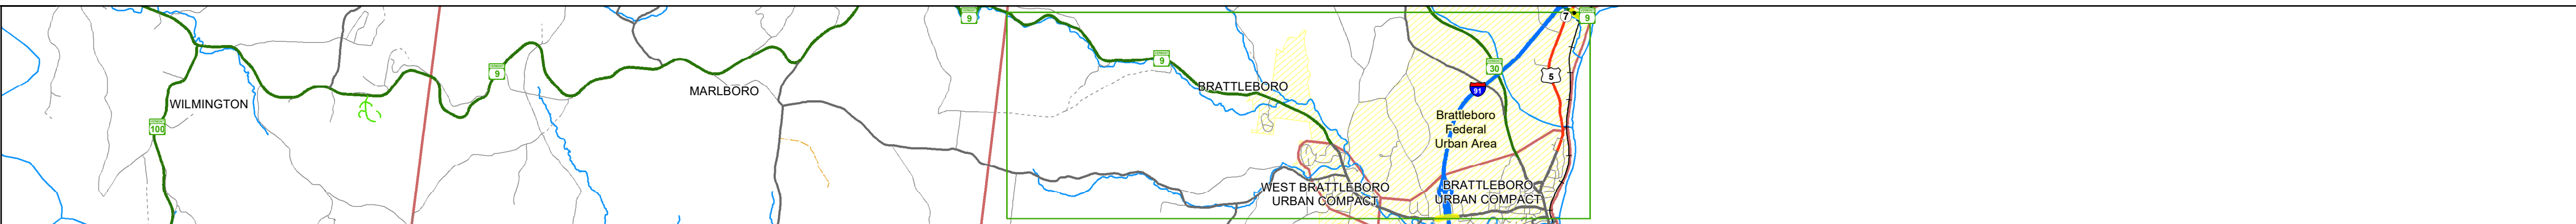 9
7
9
9
30
9
5
MARLBORO
BRATTLEBORO
91
WILMINGTON
Brattleboro
Federal
Urban Area
100
WEST BRATTLEBORO
URBAN COMPACT
BRATTLEBORO
URBAN COMPACT